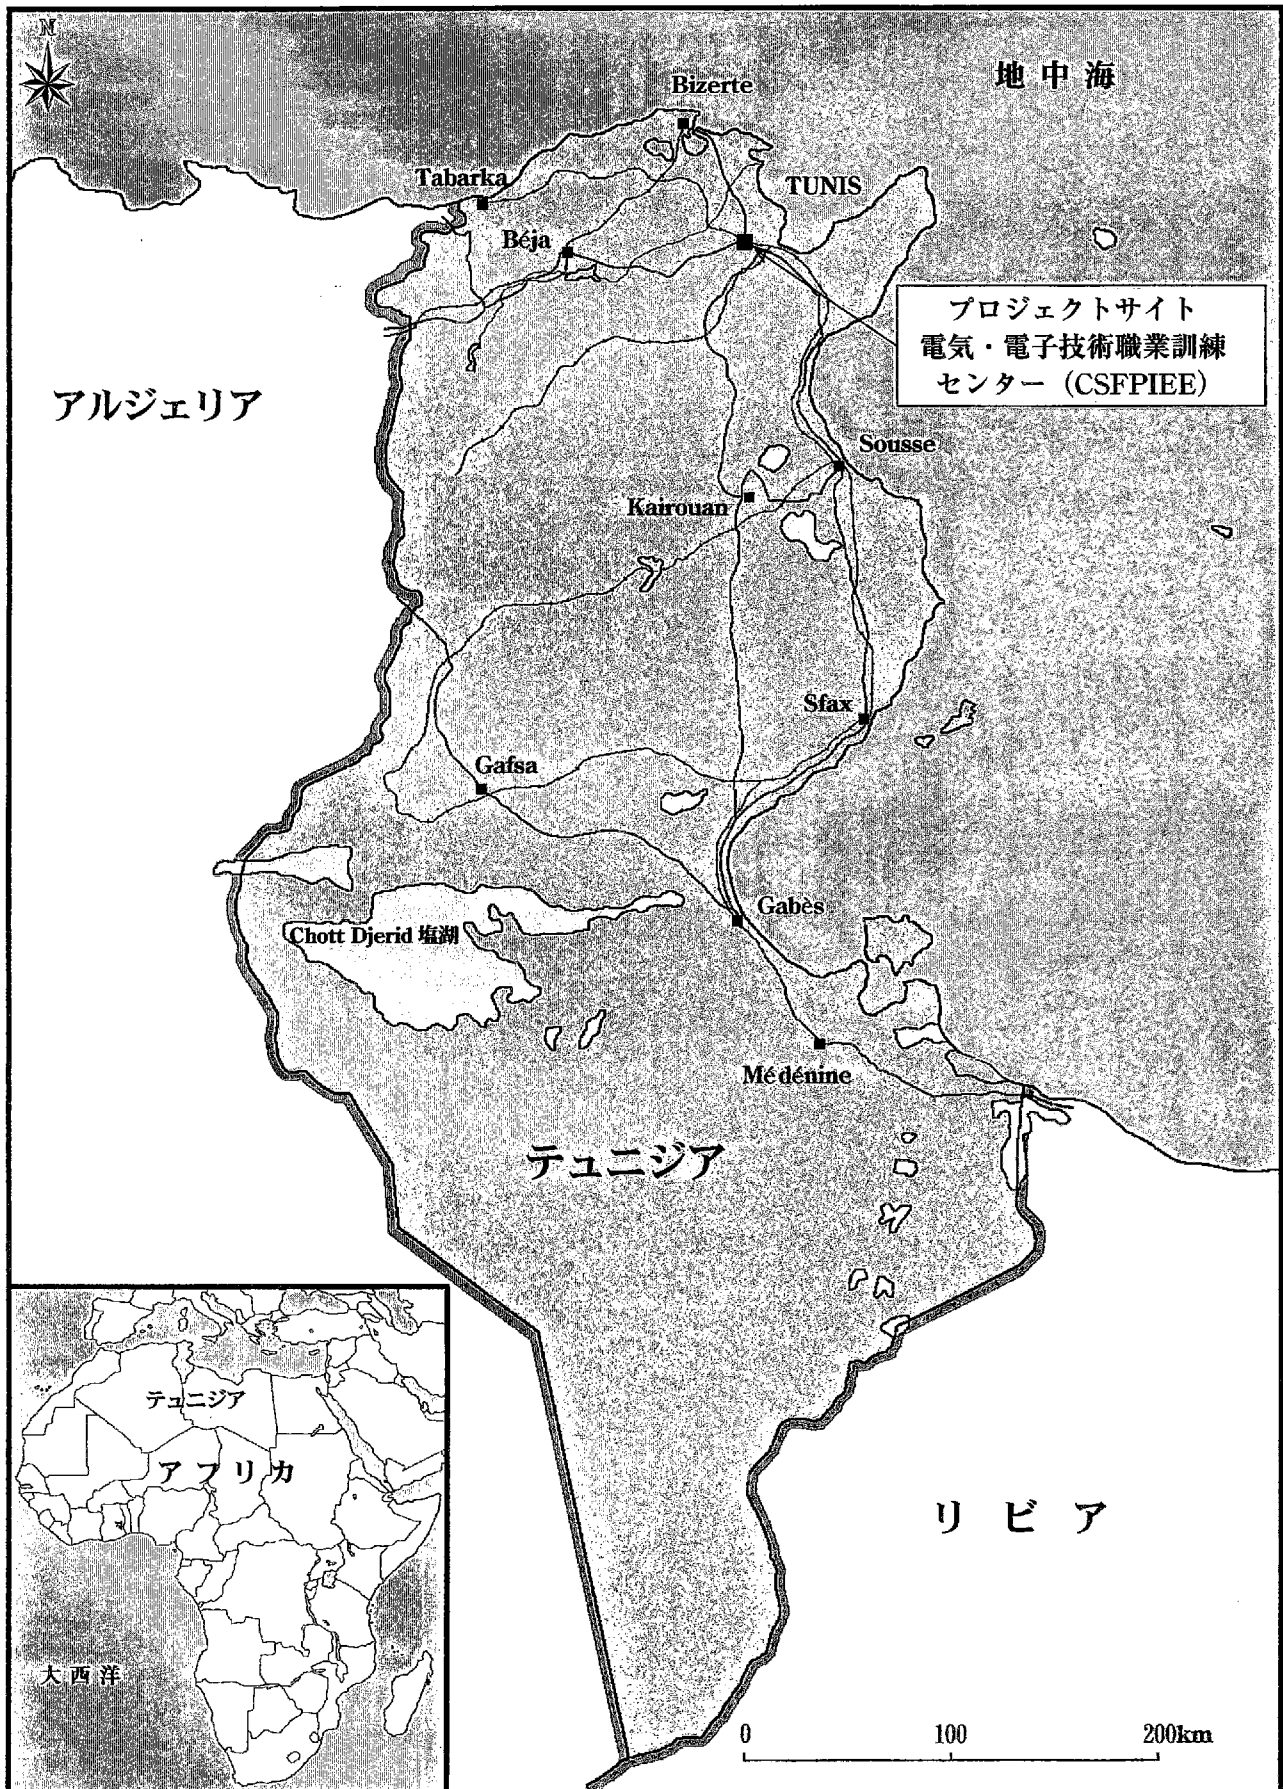 N
地中海
Bizerte
Tabarka
TUNIS
Béja
プロジェクトサイト
電気・電子技術職業訓練
センター（CSFPIEE）
アルジェリア
Sousse
Kairouan
Sfax
Gafsa
Gabès
Chott Djerid 塩湖
Médénine
テュニジア
テュニジア
アフリカ
リビア
大西洋
0 100 200km